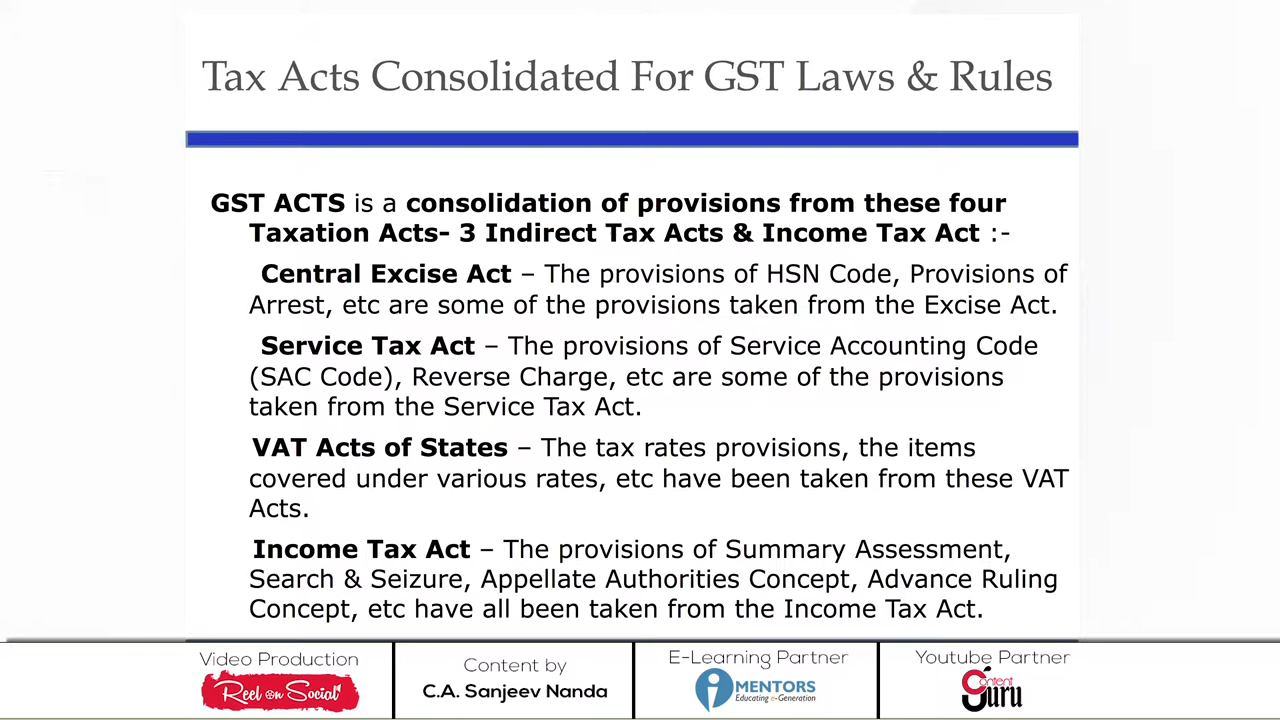 Tax Acts Consolidated For GST Laws & Rules
GST ACTS is a consolidation of provisions from these four
Taxation Acts- 3 Indirect Tax Acts & Income Tax Act :-
Central Excise Act – The provisions of HSN Code, Provisions of
Arrest, etc are some of the provisions taken from the Excise Act.
Service Tax Act – The provisions of Service Accounting Code
(SAC Code), Reverse Charge, etc are some of the provisions
taken from the Service Tax Act.
VAT Acts of States – The tax rates provisions, the items
covered under various rates, etc have been taken from these VAT
Acts.
Income Tax Act – The provisions of Summary Assessment,
Search & Seizure, Appellate Authorities Concept, Advance Ruling
Concept, etc have all been taken from the Income Tax Act.
Video Production
Reel on Social
Content by
C.A. Sanjeev Nanda
E-Learning Partner
iMENTORS
Educating e-Generation
Youtube Partner
Content
Guru